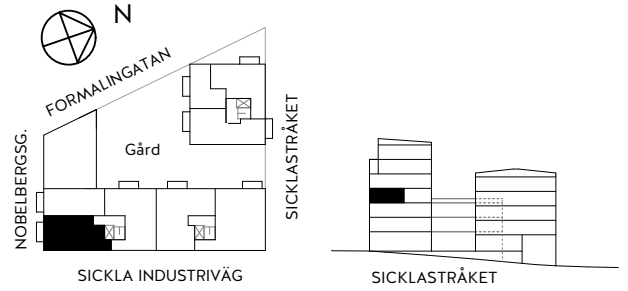 N
FORMALINGATAN
NOBELBERGSG.
Gård
SICKLASTRÅKET
SICKLA INDUSTRIVÄG
SICKLASTRÅKET